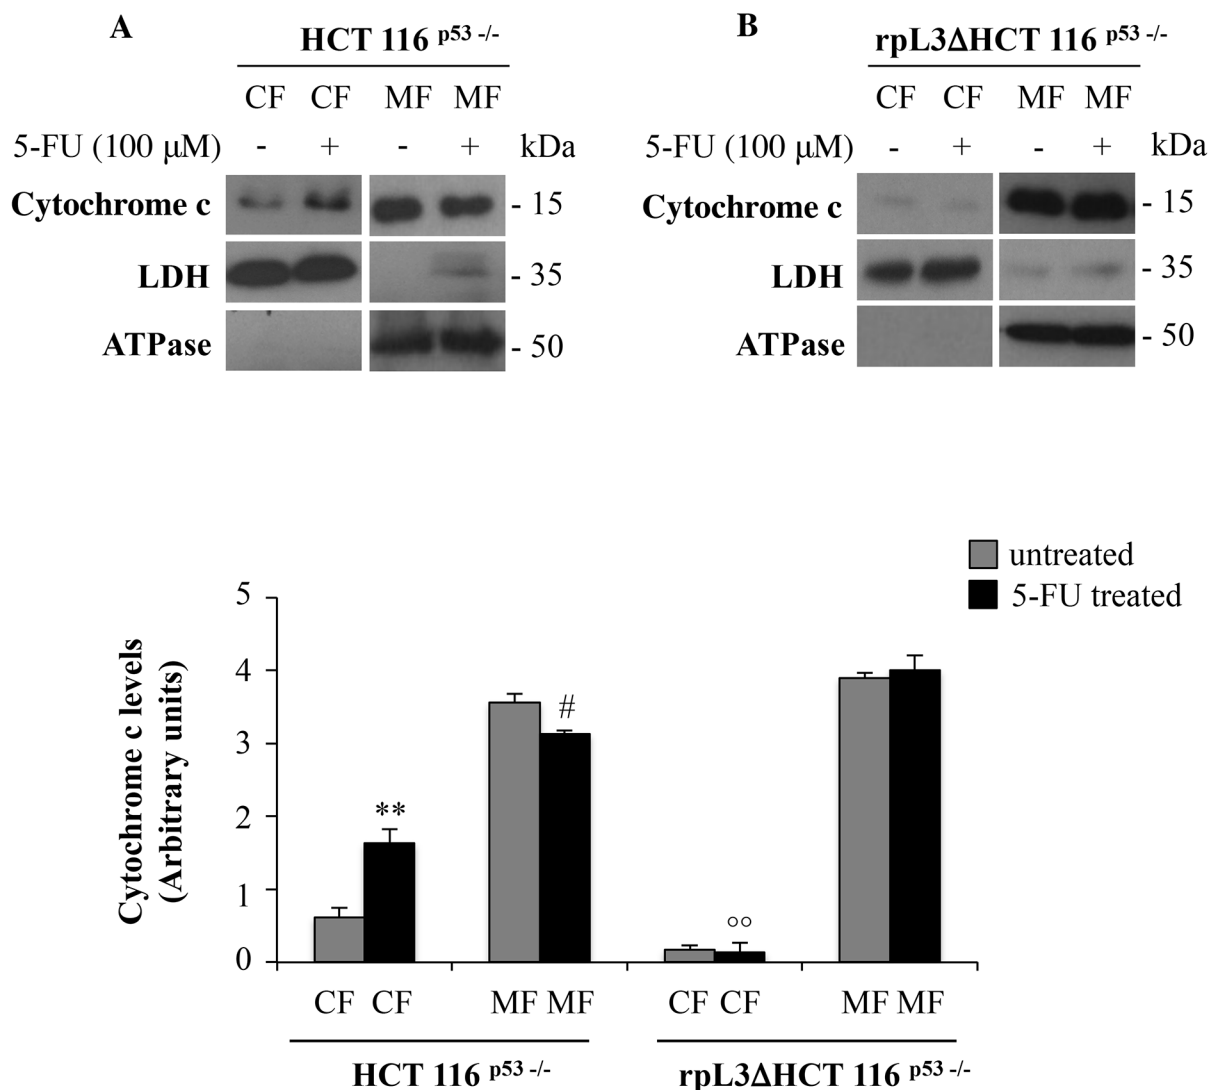 A
HCT 116 p53 -/-
CF CF MF MF
5-FU (100 μM) - + - + kDa
Cytochrome c - 15
LDH - 35
ATPase - 50
B
rpL3ΔHCT 116 p53 -/-
CF CF MF MF
5-FU (100 μM) - + - + kDa
Cytochrome c - 15
LDH - 35
ATPase - 50
untreated
5-FU treated
Cytochrome c levels
(Arbitrary units)
5
4
3
2
1
0
**
#
°°
CF CF MF MF CF CF MF MF
HCT 116 p53 -/- rpL3ΔHCT 116 p53 -/-